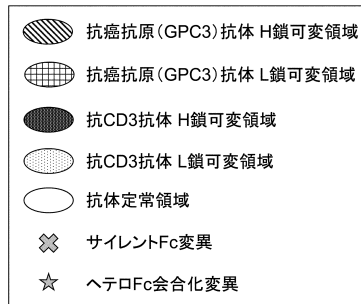 抗癌抗原（GPC3）抗体 H鎖可変領域
抗癌抗原（GPC3）抗体 L鎖可変領域
抗CD3抗体 H鎖可変領域
抗CD3抗体 L鎖可変領域
抗体定常領域
サイレントFc変異
ヘテロFc会合化変異